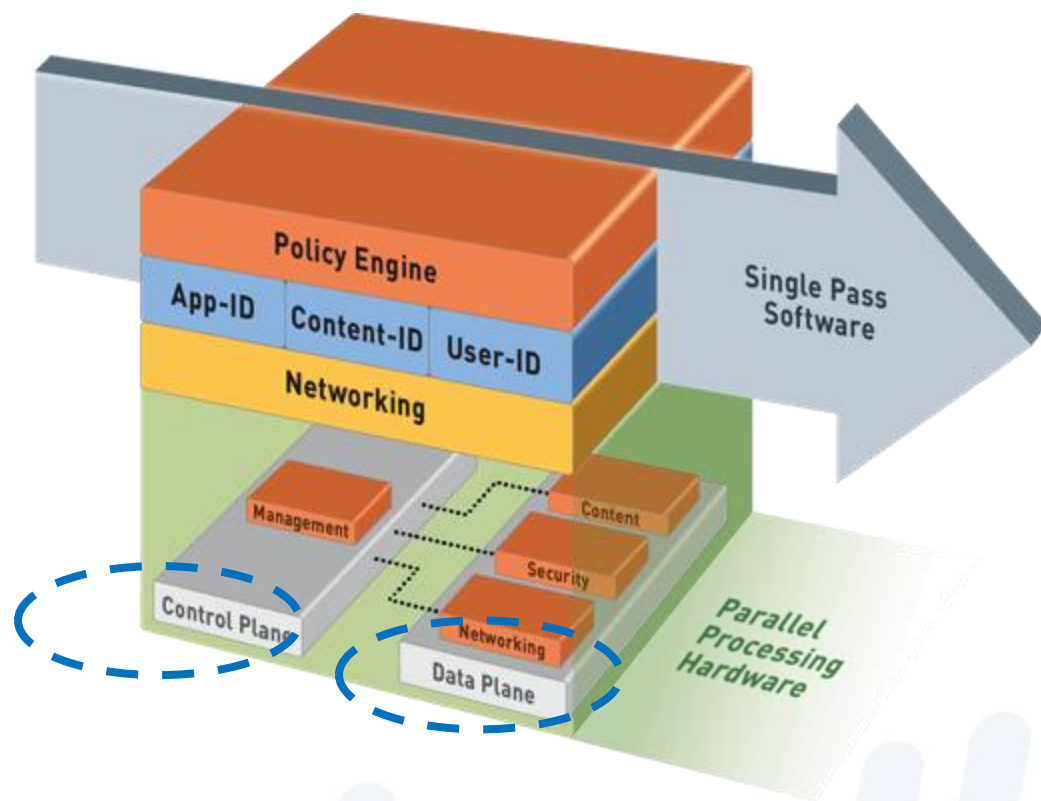 Policy Engine
App-ID
Content-ID
User-ID
Networking
Single Pass
Software
Management
Content
Security
Networking
Control Plane
Data Plane
Parallel
Processing
Hardware